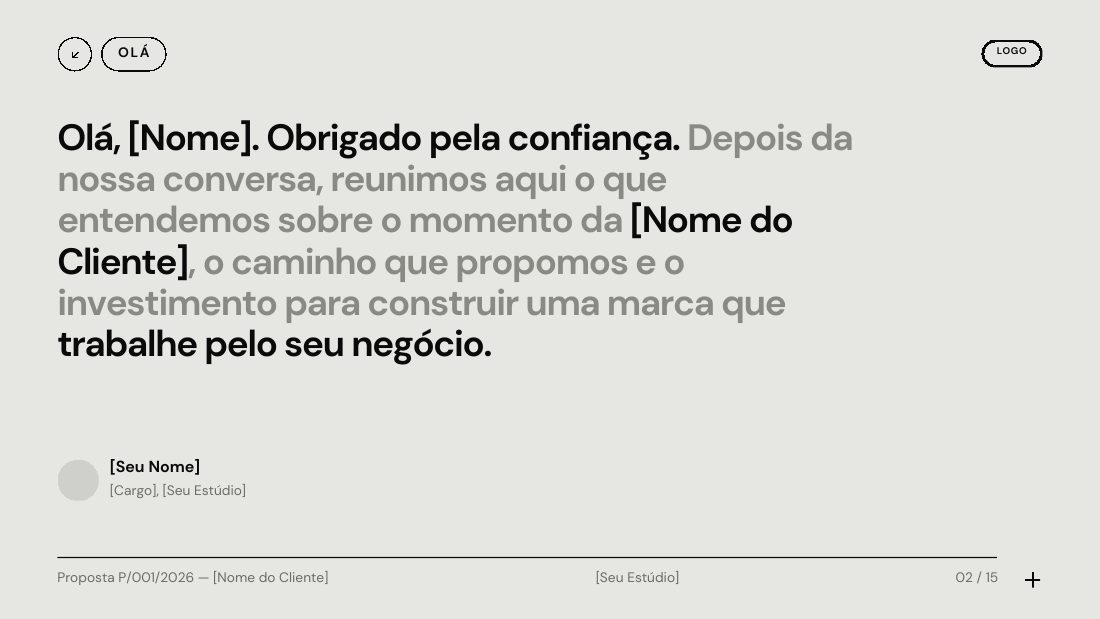 OLÁ
LOGO
Olá, [Nome]. Obrigado pela confiança. Depois da
nossa conversa, reunimos aqui o que
entendemos sobre o momento da [Nome do
Cliente], o caminho que propomos e o
investimento para construir uma marca que
trabalhe pelo seu negócio.
[Seu Nome]
[Cargo], [Seu Estúdio]
Proposta P/001/2026 — [Nome do Cliente]
[Seu Estúdio]
02 / 15